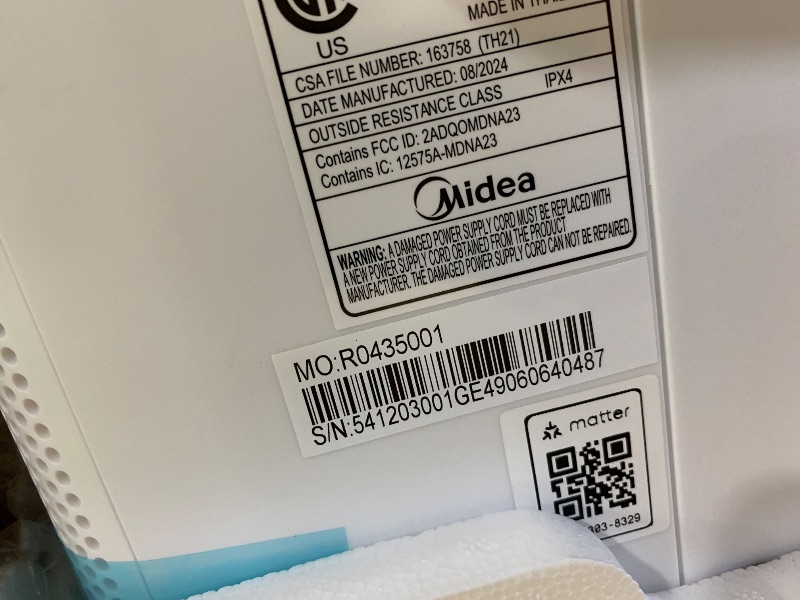 US
MADE IN
CSA FILE NUMBER: 163758 (TH21)
DATE MANUFACTURED: 08/2024
OUTSIDE RESISTANCE CLASS IPX4
Contains FCC ID: 2ADQOMDNA23
Contains IC: 12575A-MDNA23
Midea
WARNING: A DAMAGED POWER SUPPLY CORD MUST BE REPLACED WITH
A NEW POWER SUPPLY CORD OBTAINED FROM THE PRODUCT
MANUFACTURER. THE DAMAGED POWER SUPPLY CORD CAN NOT BE REPAIRED.
MO:R0435001
S/N:541203001GE49060640487
matter
303-8329